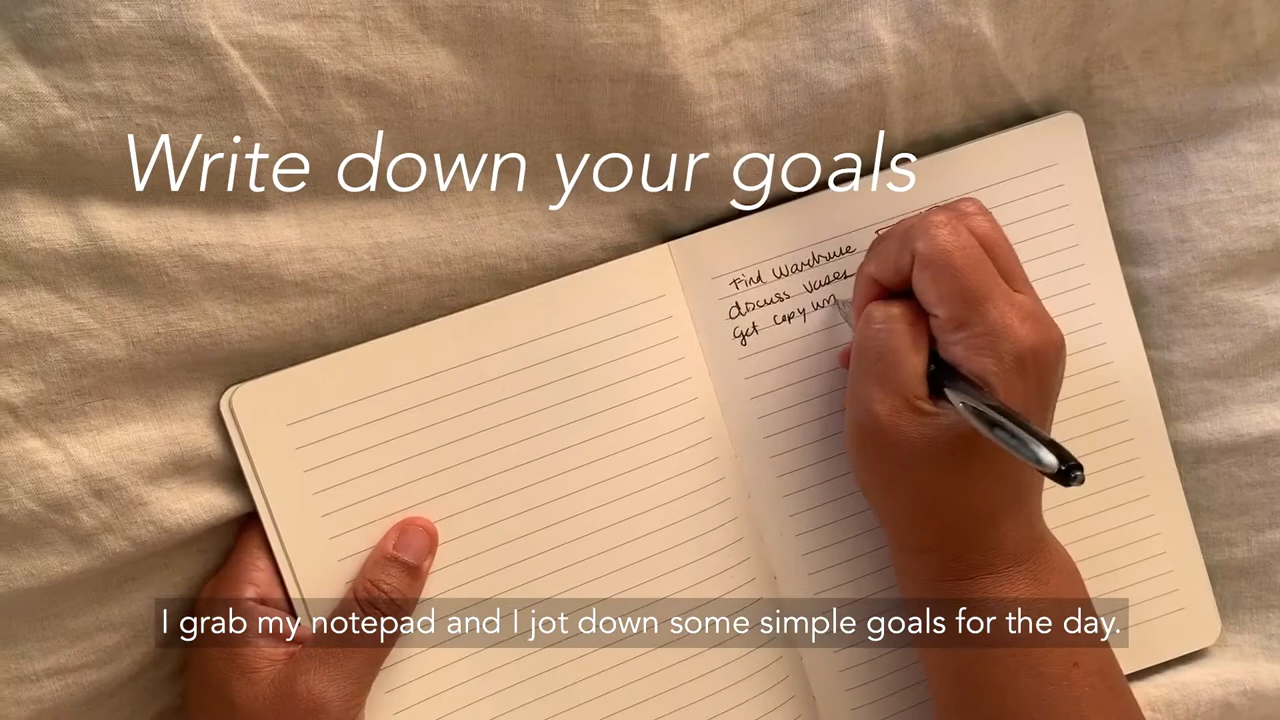 Write down your goals
Find Warehouse
discuss vases
Get copy
I grab my notepad and I jot down some simple goals for the day.